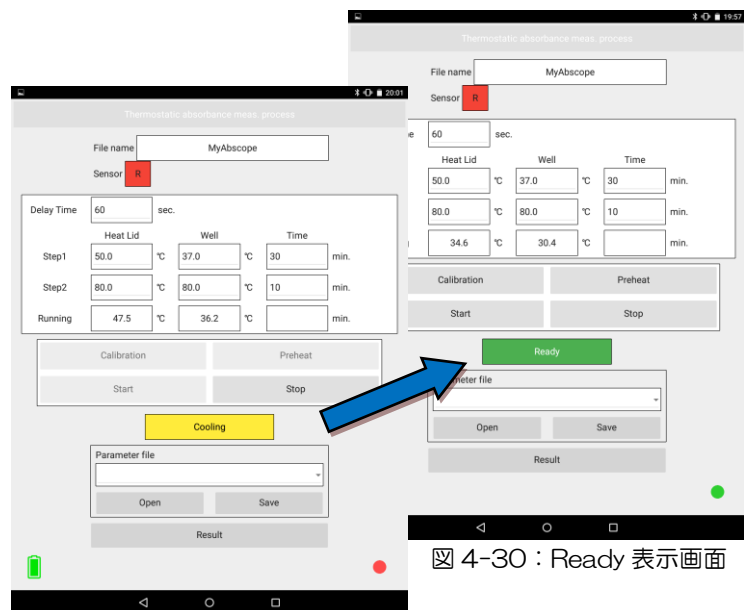 20:01
Thermostatic absorbance meas. process
File name MyAbscope
Sensor R
Delay Time 60 sec.
Heat Lid Well Time
Step1 50.0 ℃ 37.0 ℃ 30 min.
Step2 80.0 ℃ 80.0 ℃ 10 min.
Running 47.5 ℃ 36.2 ℃ min.
Calibration Preheat
Start Stop
Cooling
Parameter file
Open Save
Result
19:57
Thermostatic absorbance meas. process
File name MyAbscope
Sensor R
e 60 sec.
Heat Lid Well Time
50.0 ℃ 37.0 ℃ 30 min.
80.0 ℃ 80.0 ℃ 10 min.
34.6 ℃ 30.4 ℃ min.
Calibration Preheat
Start Stop
Ready
meter file
Open Save
Result
図 4-30：Ready 表示画面